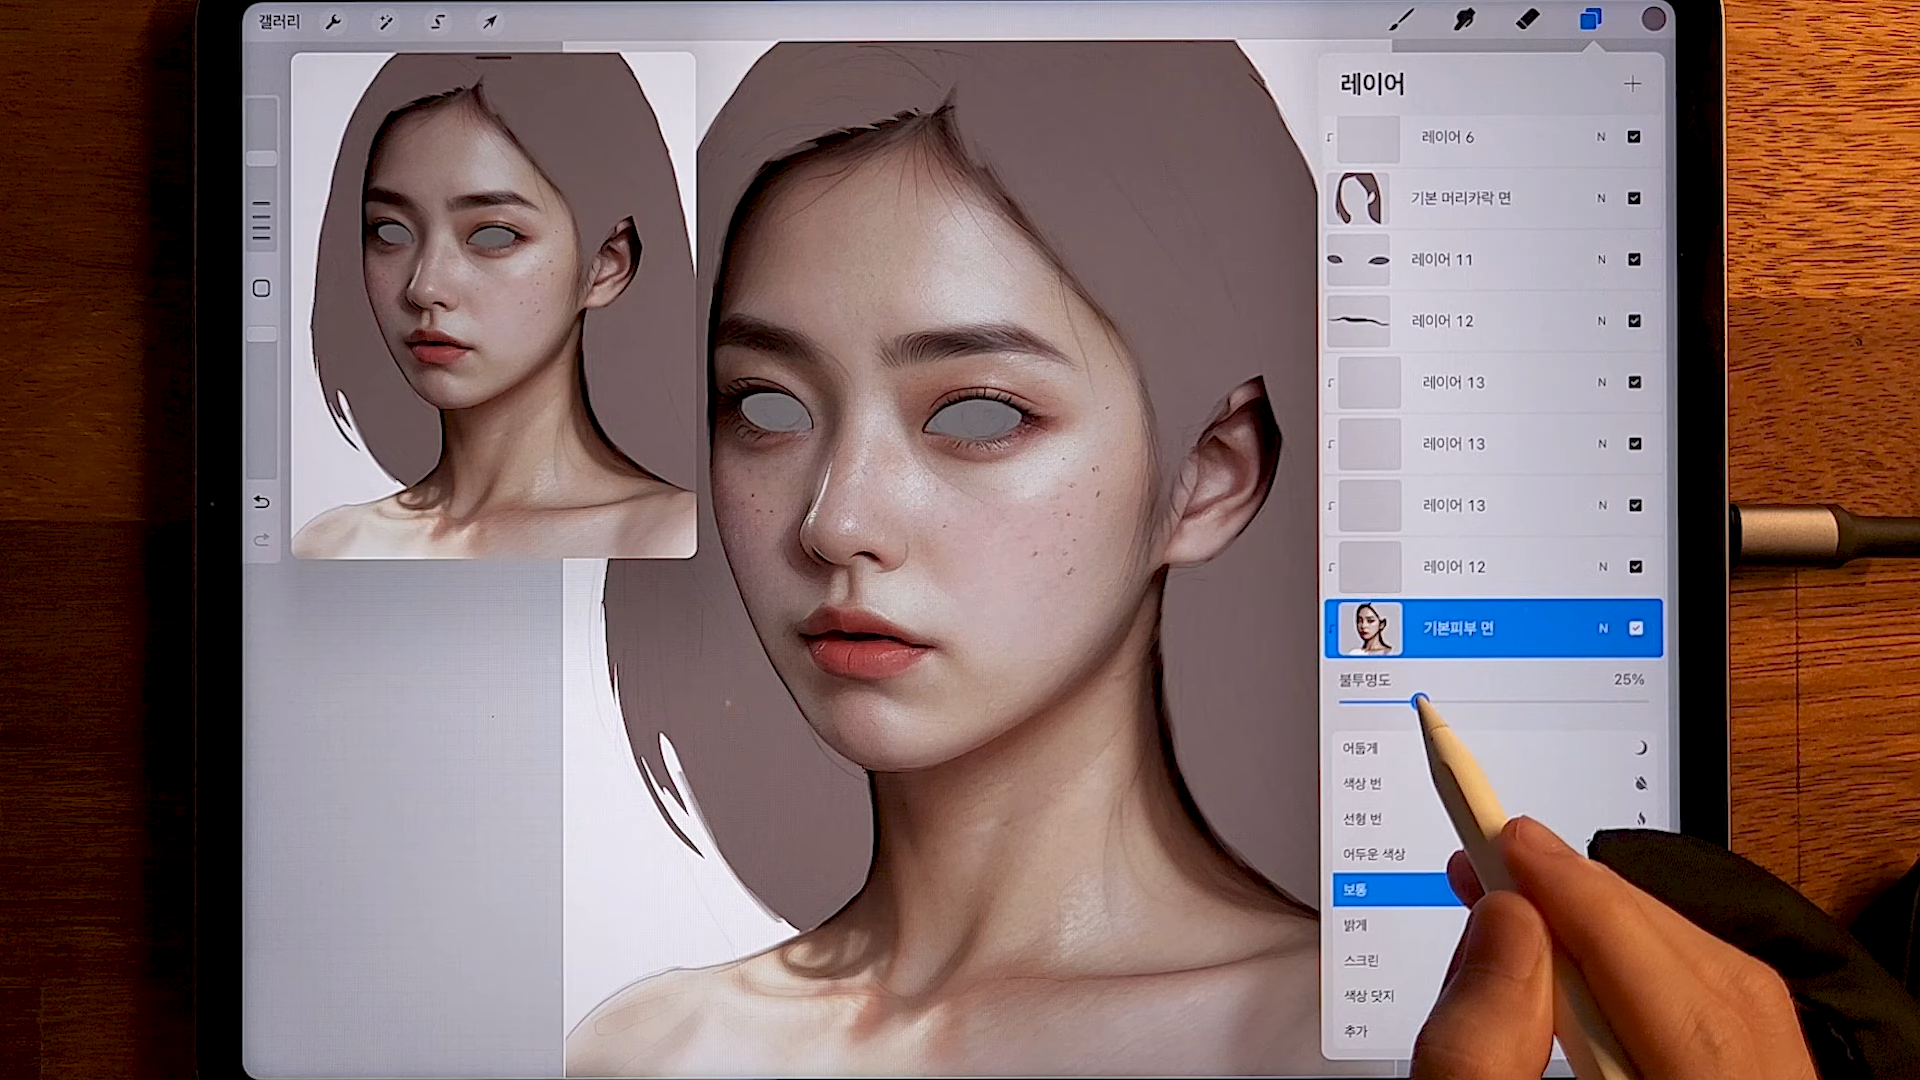 갤러리
레이어
레이어 6 N
기본 머리카락 면 N
레이어 11 N
레이어 12 N
레이어 13 N
레이어 13 N
레이어 13 N
레이어 12 N
기본피부 면 N
불투명도 25%
어둡게
색상 번
선형 번
어두운 색상
보통
밝게
스크린
색상 닷지
추가